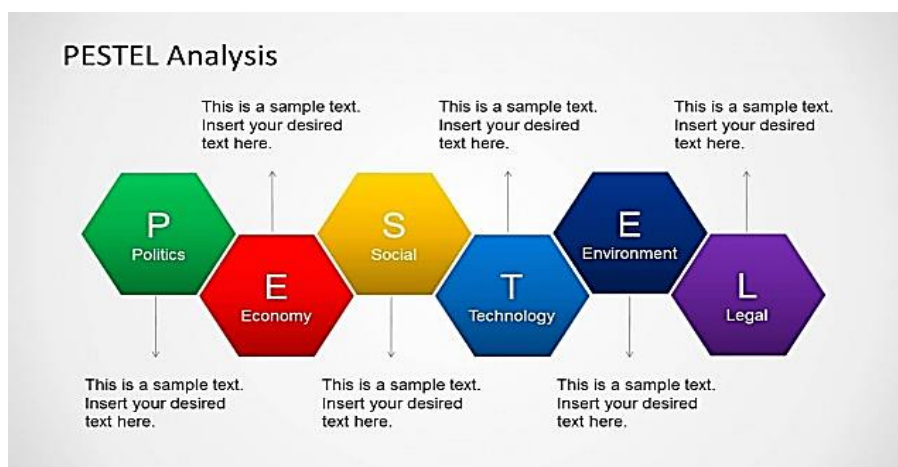 PESTEL Analysis
This is a sample text.
Insert your desired
text here.
This is a sample text.
Insert your desired
text here.
This is a sample text.
Insert your desired
text here.
P
Politics
E
Economy
S
Social
T
Technology
E
Environment
L
Legal
This is a sample text.
Insert your desired
text here.
This is a sample text.
Insert your desired
text here.
This is a sample text.
Insert your desired
text here.